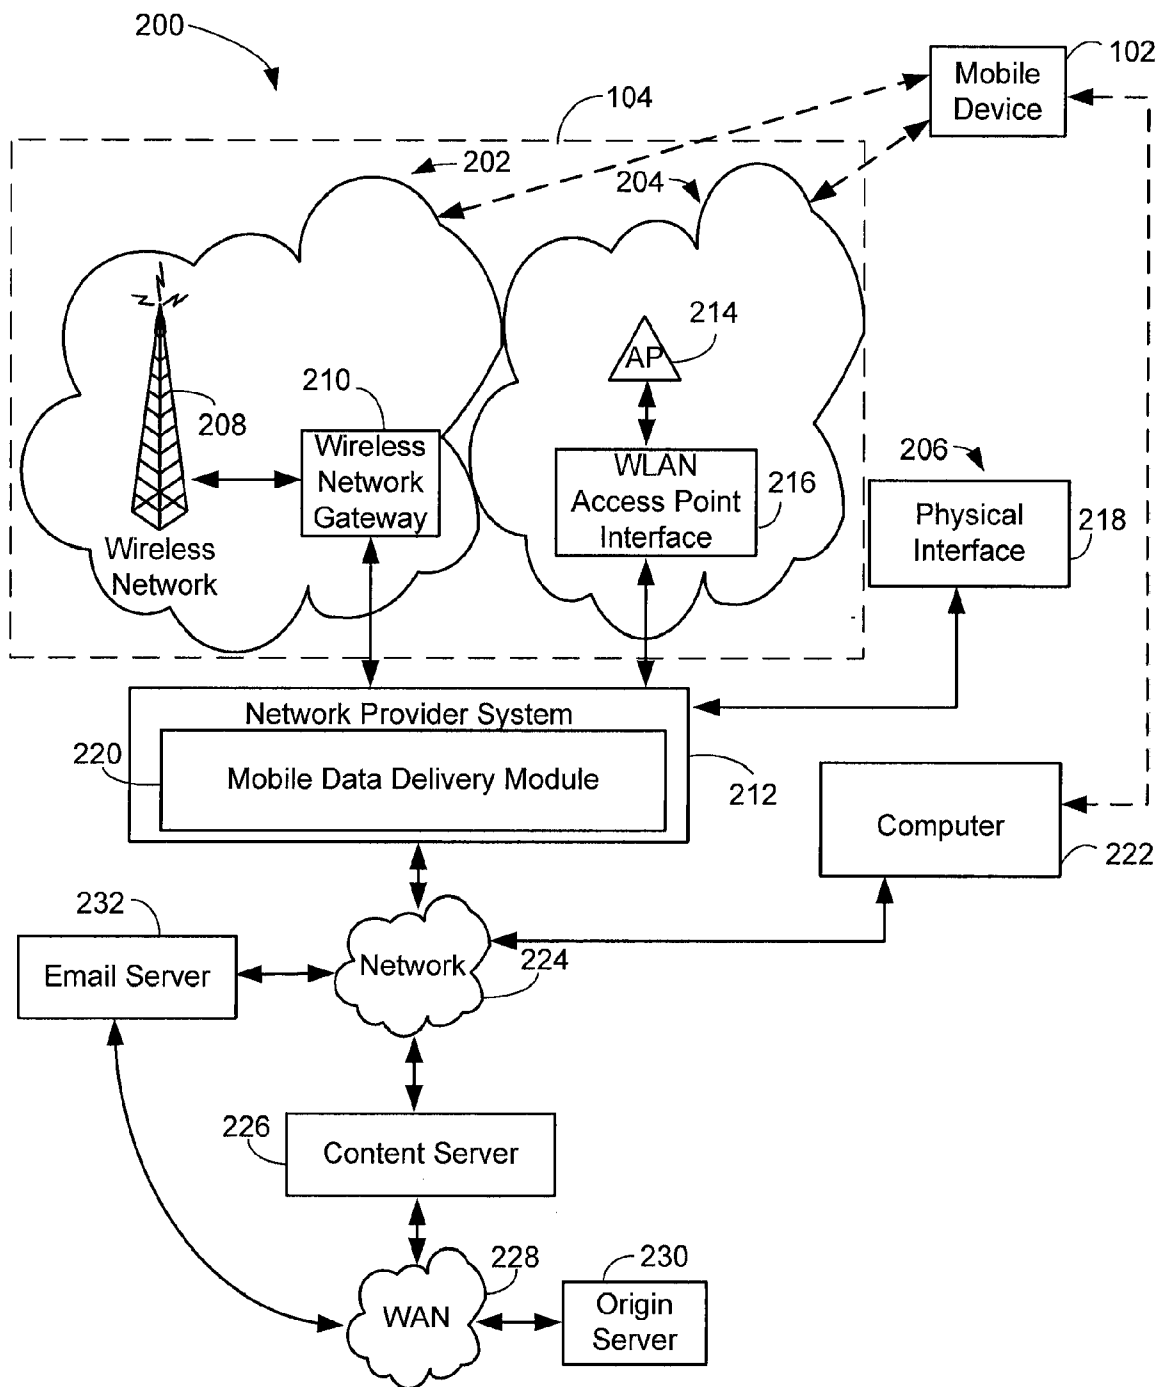 200
102
Mobile
Device
104
202
204
214
AP
210
208
Wireless
Network
Gateway
WLAN
Access Point
Interface
216
206
Physical
Interface
218
Wireless
Network
Network Provider System
220
Mobile Data Delivery Module
212
Computer
222
232
Email Server
Network
224
226
Content Server
228
WAN
230
Origin
Server